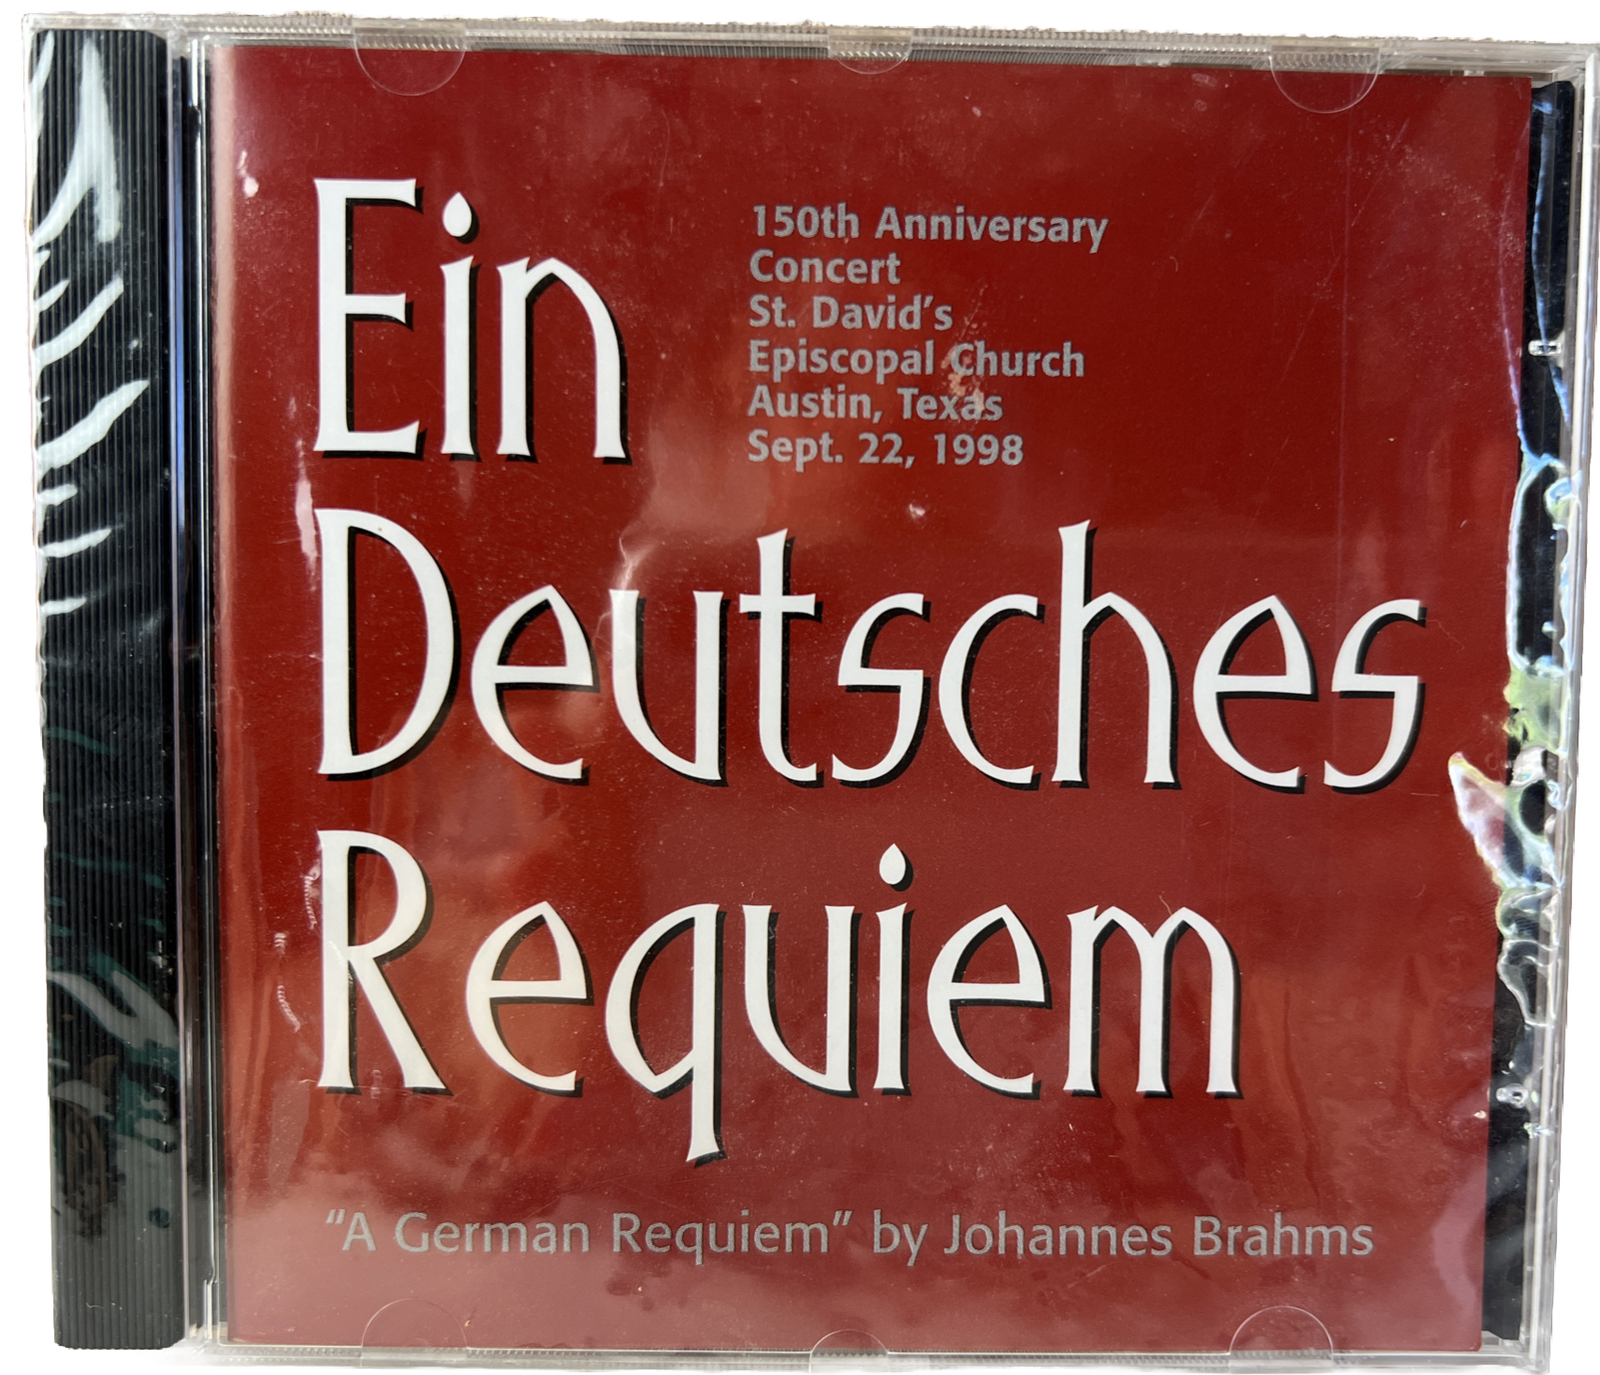 Ein
150th Anniversary
Concert
St. David's
Episcopal Church
Austin, Texas
Sept. 22, 1998
Deutsches
Requiem
"A German Requiem" by Johannes Brahms